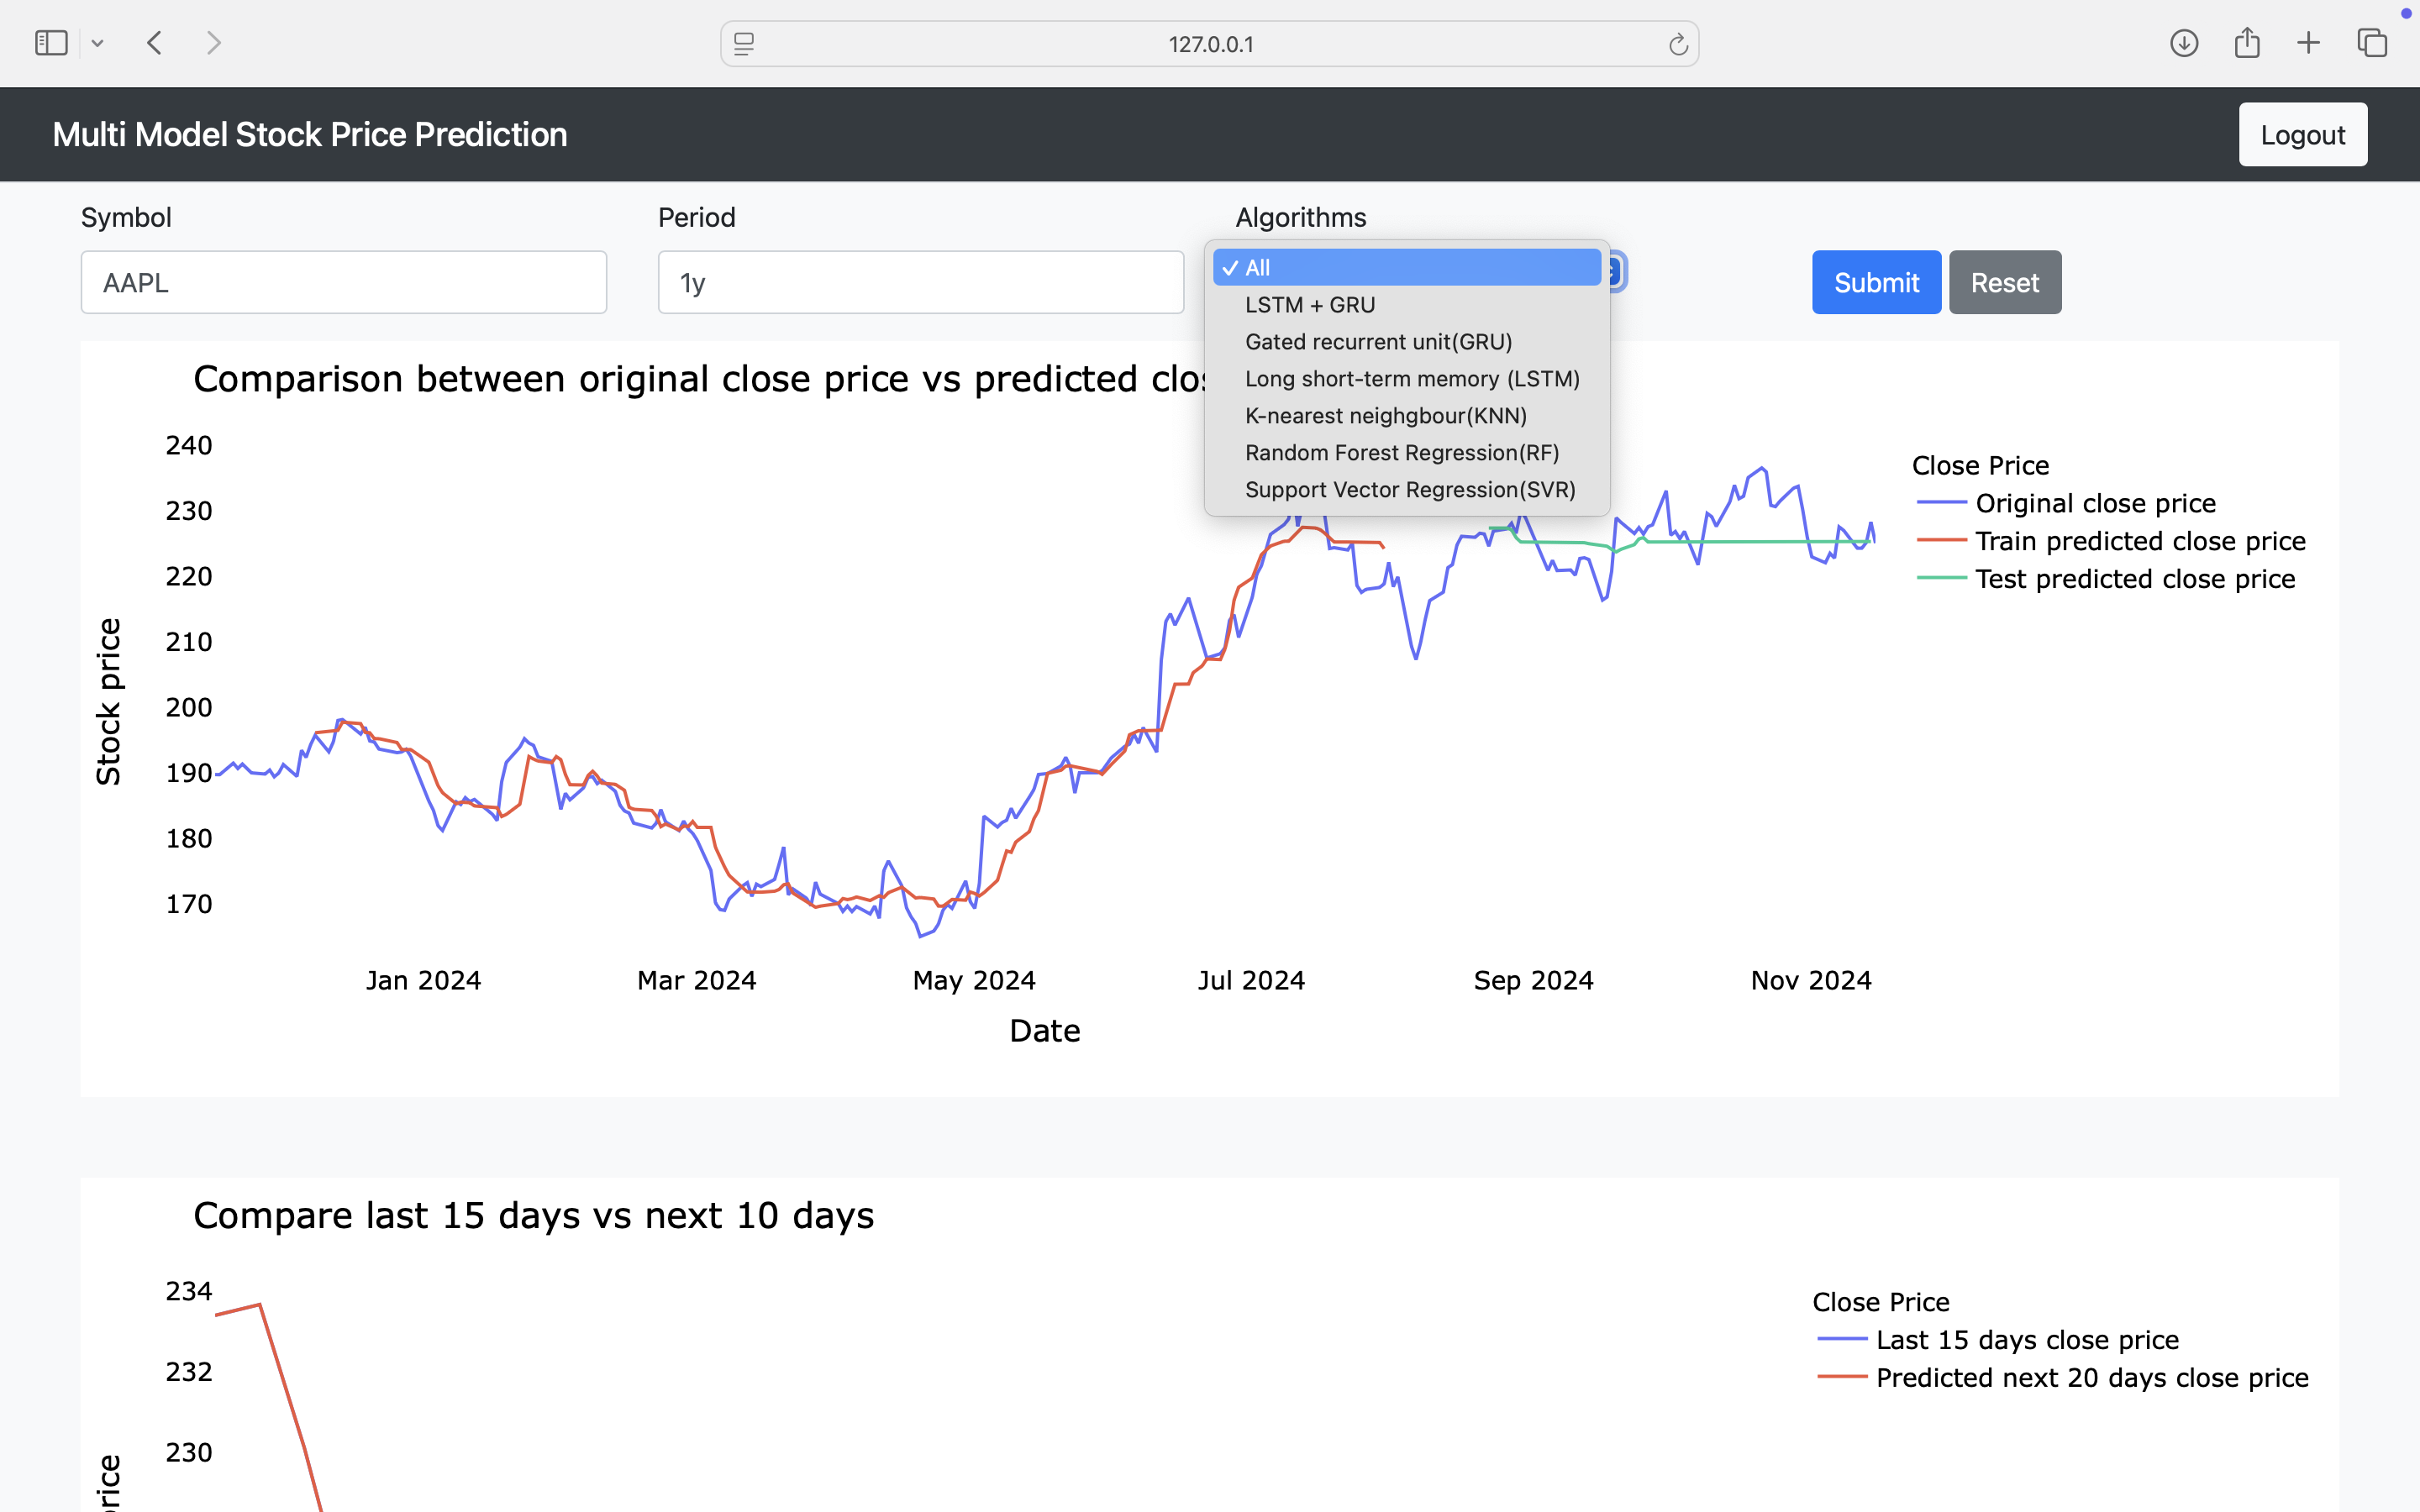 127.0.0.1
Multi Model Stock Price Prediction
Logout
Symbol
Period
Algorithms
AAPL
1y
All
LSTM + GRU
Gated recurrent unit(GRU)
Long short-term memory (LSTM)
K-nearest neighgbour(KNN)
Random Forest Regression(RF)
Support Vector Regression(SVR)
Submit
Reset
Comparison between original close price vs predicted
240
230
220
210
200
190
180
170
Stock price
Jan 2024
Mar 2024
May 2024
Jul 2024
Sep 2024
Nov 2024
Date
Close Price
Original close price
Train predicted close price
Test predicted close price
Compare last 15 days vs next 10 days
234
232
230
Close Price
Last 15 days close price
Predicted next 20 days close price